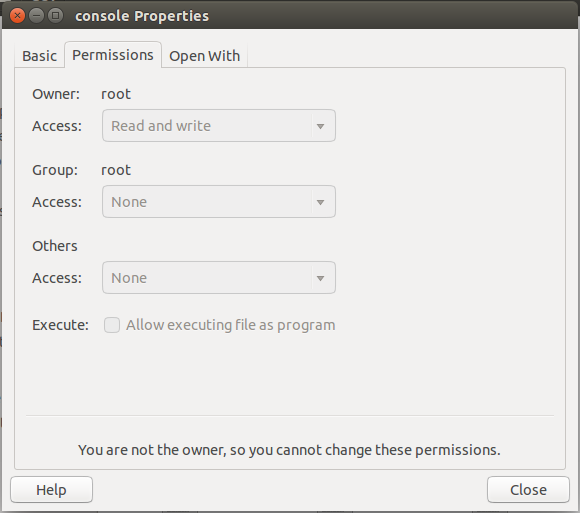 console Properties
Basic Permissions Open With
Owner: root
Access: Read and write
Group: root
Access: None
Others
Access: None
Execute: Allow executing file as program
You are not the owner, so you cannot change these permissions.
Help Close